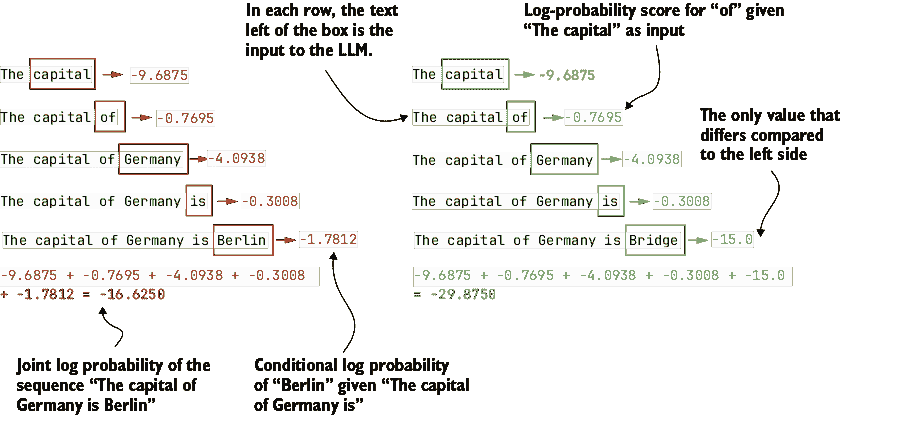 In each row, the text
left of the box is the
input to the LLM.
Log-probability score for “of” given
“The capital” as input
The capital -9.6875
The capital of -0.7695
The capital of Germany -4.0938
The capital of Germany is -0.3008
The capital of Germany is Berlin -1.7812
-9.6875 + -0.7695 + -4.0938 + -0.3008
+ -1.7812 = -16.6250
The capital -9.6875
The capital of -0.7695
The capital of Germany -4.0938
The capital of Germany is -0.3008
The capital of Germany is Bridge -15.0
-9.6875 + -0.7695 + -4.0938 + -0.3008 + -15.0
= -29.8750
The only value that
differs compared
to the left side
Joint log probability of the
sequence “The capital of
Germany is Berlin”
Conditional log probability
of “Berlin” given “The capital
of Germany is”